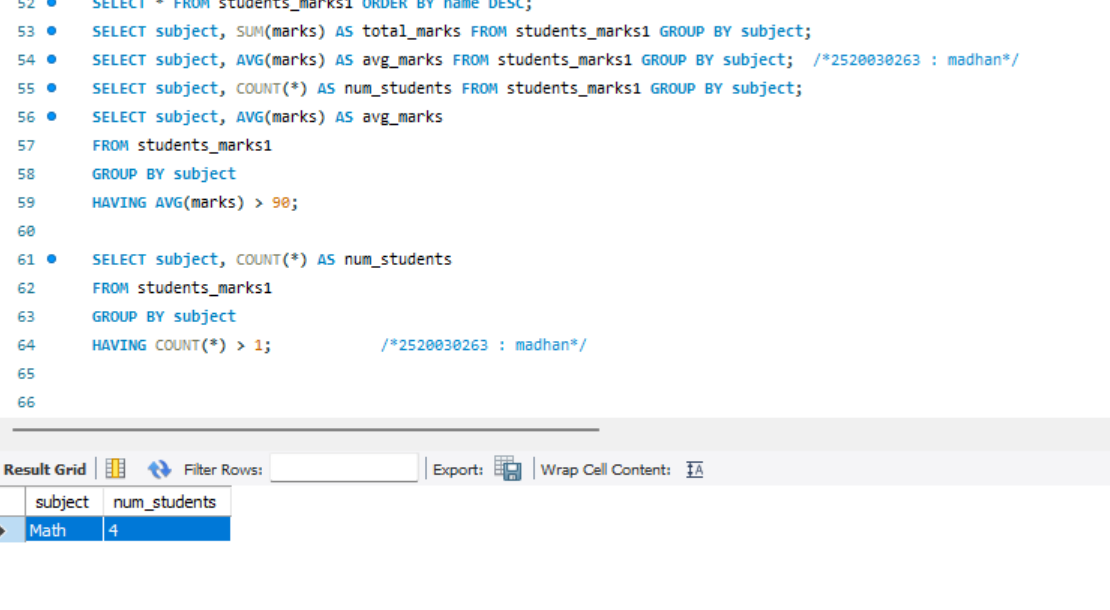 52 SELECT * FROM students_marks1 ORDER BY name DESC;
53 SELECT subject, SUM(marks) AS total_marks FROM students_marks1 GROUP BY subject;
54 SELECT subject, AVG(marks) AS avg_marks FROM students_marks1 GROUP BY subject; /*2520030263 : madhan*/
55 SELECT subject, COUNT(*) AS num_students FROM students_marks1 GROUP BY subject;
56 SELECT subject, AVG(marks) AS avg_marks
57 FROM students_marks1
58 GROUP BY subject
59 HAVING AVG(marks) > 90;
60
61 SELECT subject, COUNT(*) AS num_students
62 FROM students_marks1
63 GROUP BY subject
64 HAVING COUNT(*) > 1; /*2520030263 : madhan*/
65
66
Result Grid Filter Rows: Export: Wrap Cell Content: IA
subject num_students
Math 4